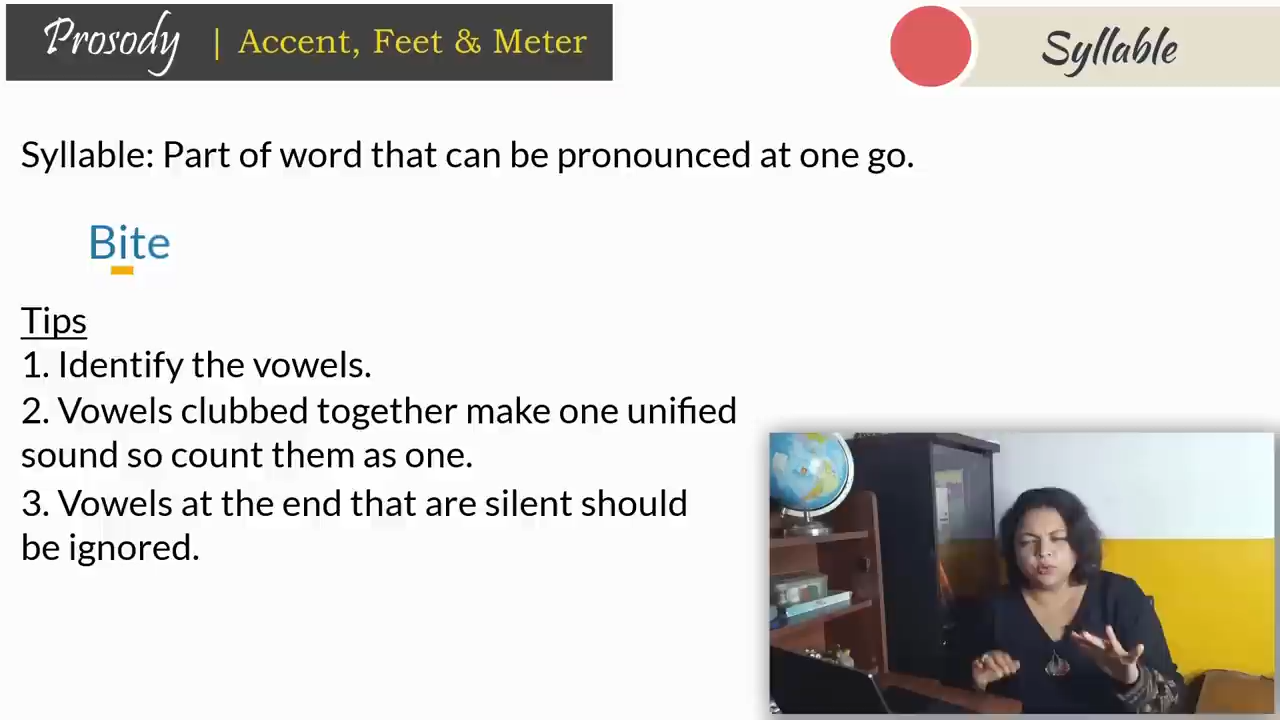 Prosody | Accent, Feet & Meter
Syllable
Syllable: Part of word that can be pronounced at one go.
Bite
Tips
1. Identify the vowels.
2. Vowels clubbed together make one unified
sound so count them as one.
3. Vowels at the end that are silent should
be ignored.